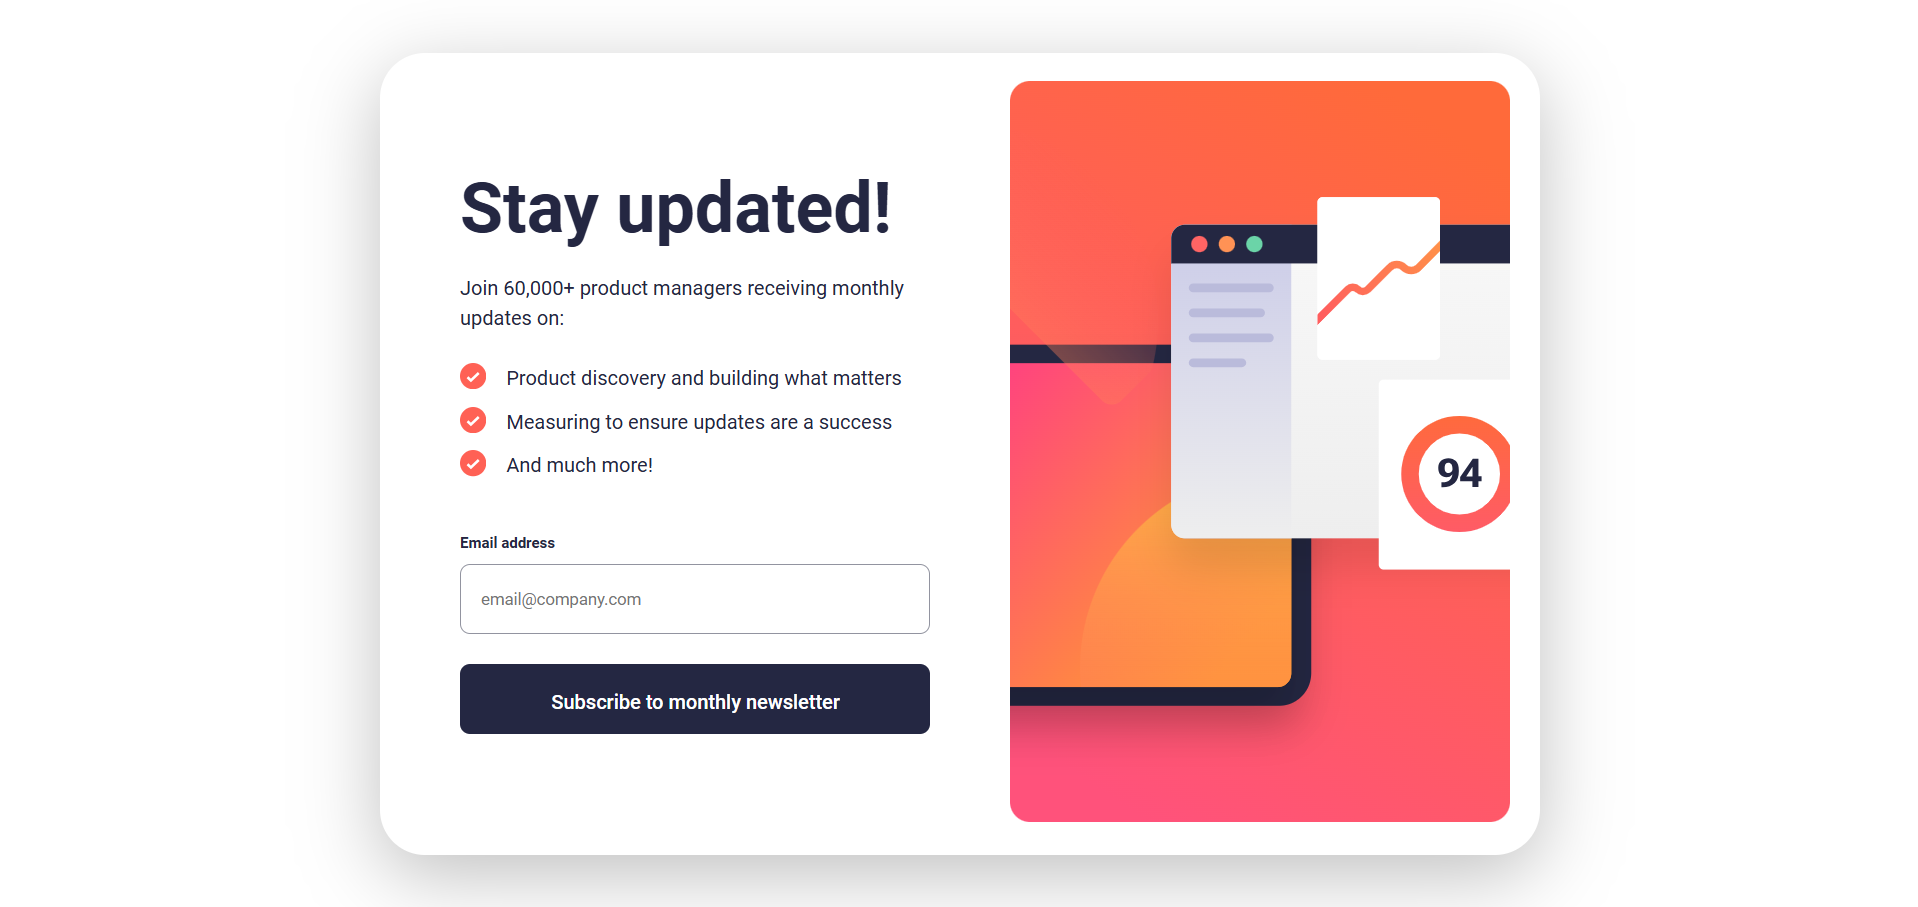 Stay updated!
Join 60,000+ product managers receiving monthly
updates on:
Product discovery and building what matters
Measuring to ensure updates are a success
And much more!
Email address
email@company.com
Subscribe to monthly newsletter
94